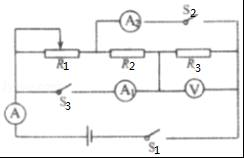 A₂ S₂
R₁ R₂ R₃
S₃ A₁ V
A
S₁